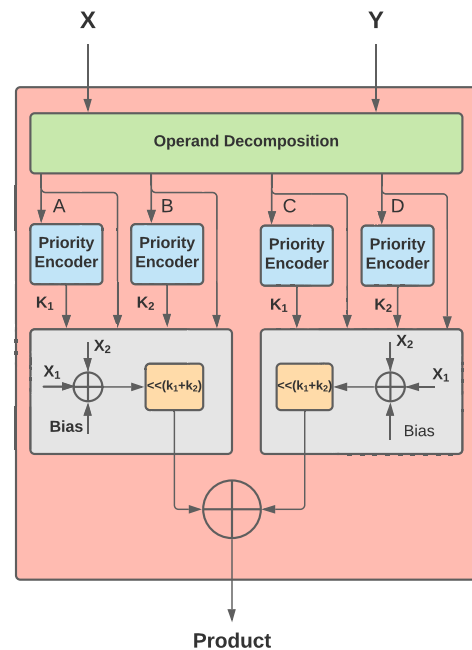 X Y
Operand Decomposition
A B C D
Priority Encoder Priority Encoder Priority Encoder Priority Encoder
K₁ K₂ K₁ K₂
X₂ X₂
X₁ <<(k₁+k₂) <<(k₁+k₂) X₁
Bias Bias
Product